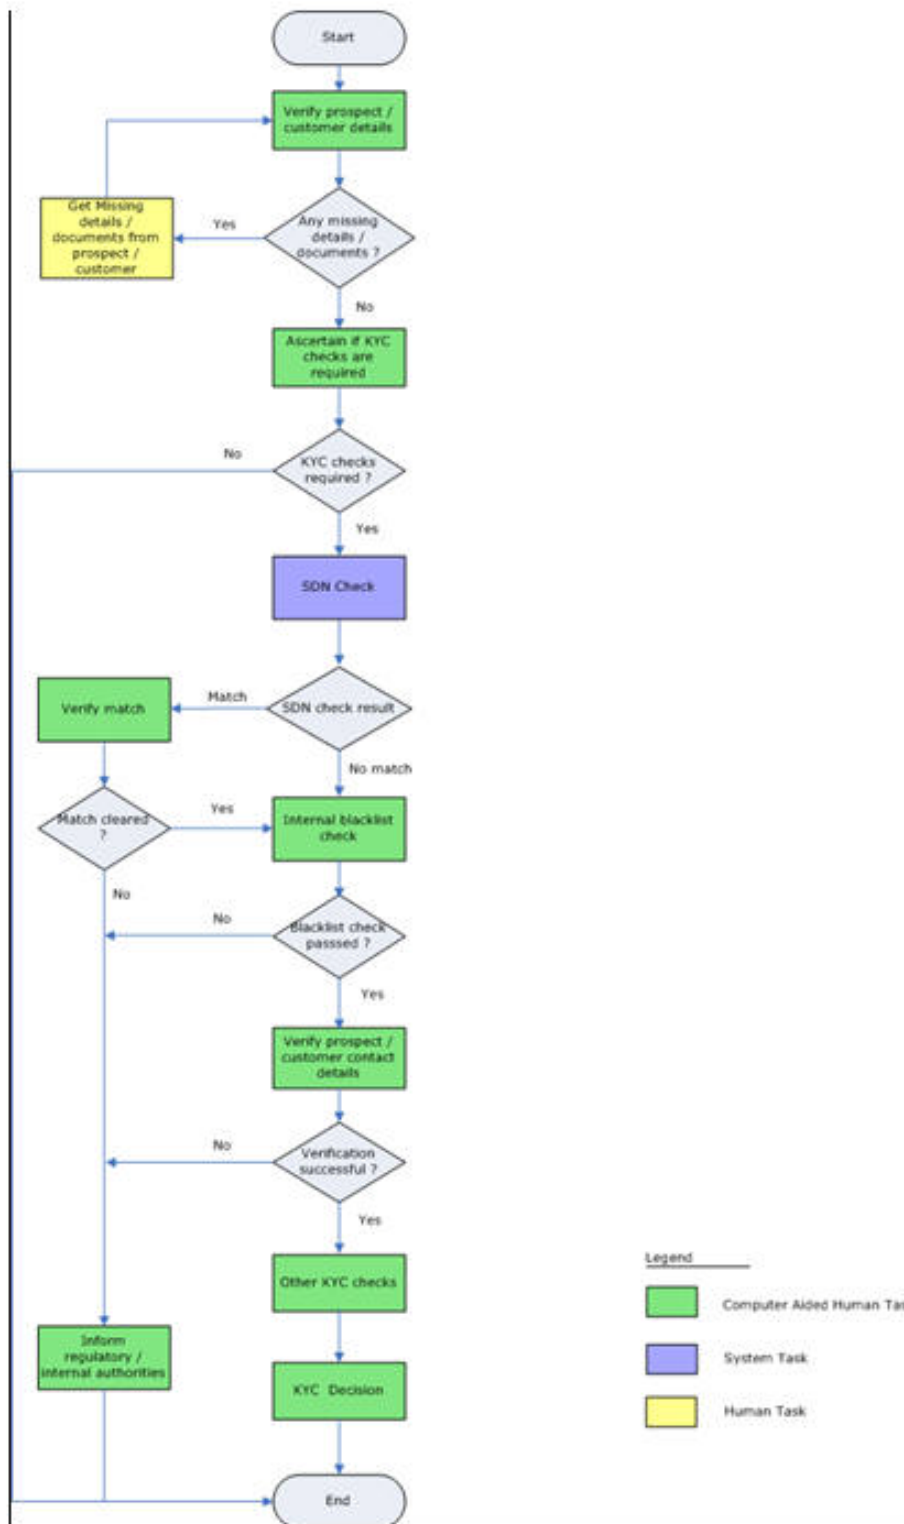 Start
Verify prospect /
customer details
Get Missing
details /
documents from
prospect /
customer
Yes
Any missing
details /
documents ?
No
Ascertain if KYC
checks are
required
No
KYC checks
required ?
Yes
SDN Check
Verify match
Match
SDN check result
No match
Match cleared
?
Yes
Internal blacklist
check
No
No
Blacklist check
passsed ?
Yes
Verify prospect /
customer contact
details
No
Verification
successful ?
Yes
Other KYC checks
Inform
regulatory /
internal authorities
KYC Decision
End
Legend
Computer Aided Human Tas
System Task
Human Task